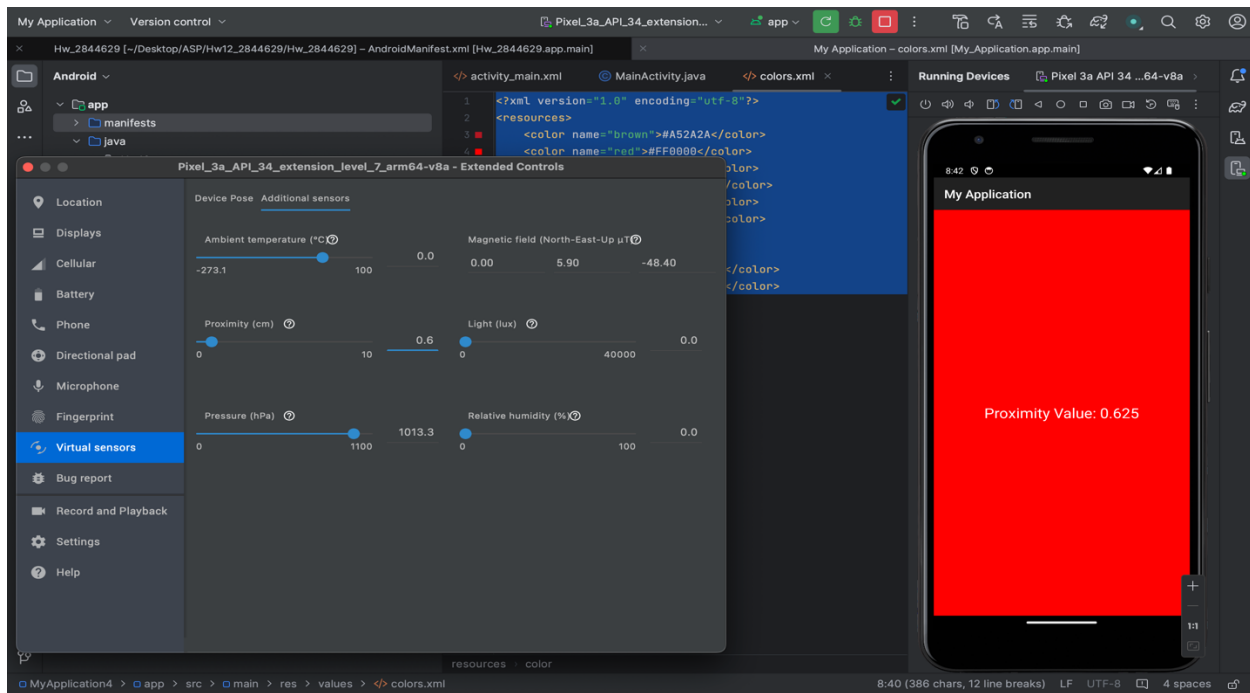 My Application
Version control
Pixel_3a_API_34_extension...
app
Hw_2844629 [~/Desktop/ASP/Hw12_2844629/Hw_2844629] – AndroidManifest.xml [Hw_2844629.app.main]
My Application – colors.xml [My_Application.app.main]
Android
activity_main.xml
MainActivity.java
colors.xml
Running Devices
Pixel 3a API 34 ...64-v8a
app
manifests
java
1 <?xml version="1.0" encoding="utf-8"?>
2 <resources>
3 <color name="brown">#A52A2A</color>
4 <color name="red">#FF0000</color>
olor>
/color>
olor>
color>
</color>
</color>
Pixel_3a_API_34_extension_level_7_arm64-v8a - Extended Controls
Location
Displays
Cellular
Battery
Phone
Directional pad
Microphone
Fingerprint
Virtual sensors
Bug report
Record and Playback
Settings
Help
Device Pose
Additional sensors
Ambient temperature (°C)
0.0
-273.1
100
Magnetic field (North-East-Up µT)
0.00
5.90
-48.40
Proximity (cm)
0.6
0
10
Light (lux)
0.0
0
40000
Pressure (hPa)
1013.3
0
1100
Relative humidity (%)
0.0
0
100
8:42
My Application
Proximity Value: 0.625
1:1
resources
color
MyApplication4 > app > src > main > res > values > colors.xml
8:40 (386 chars, 12 line breaks)
LF
UTF-8
4 spaces